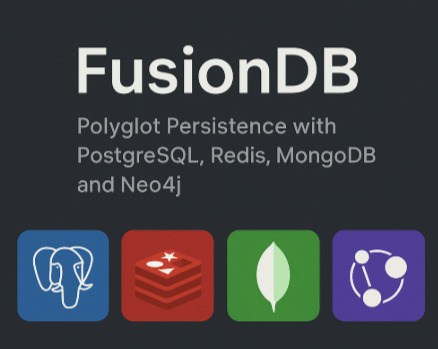 FusionDB
Polyglot Persistence with
PostgreSQL, Redis, MongoDB
and Neo4j